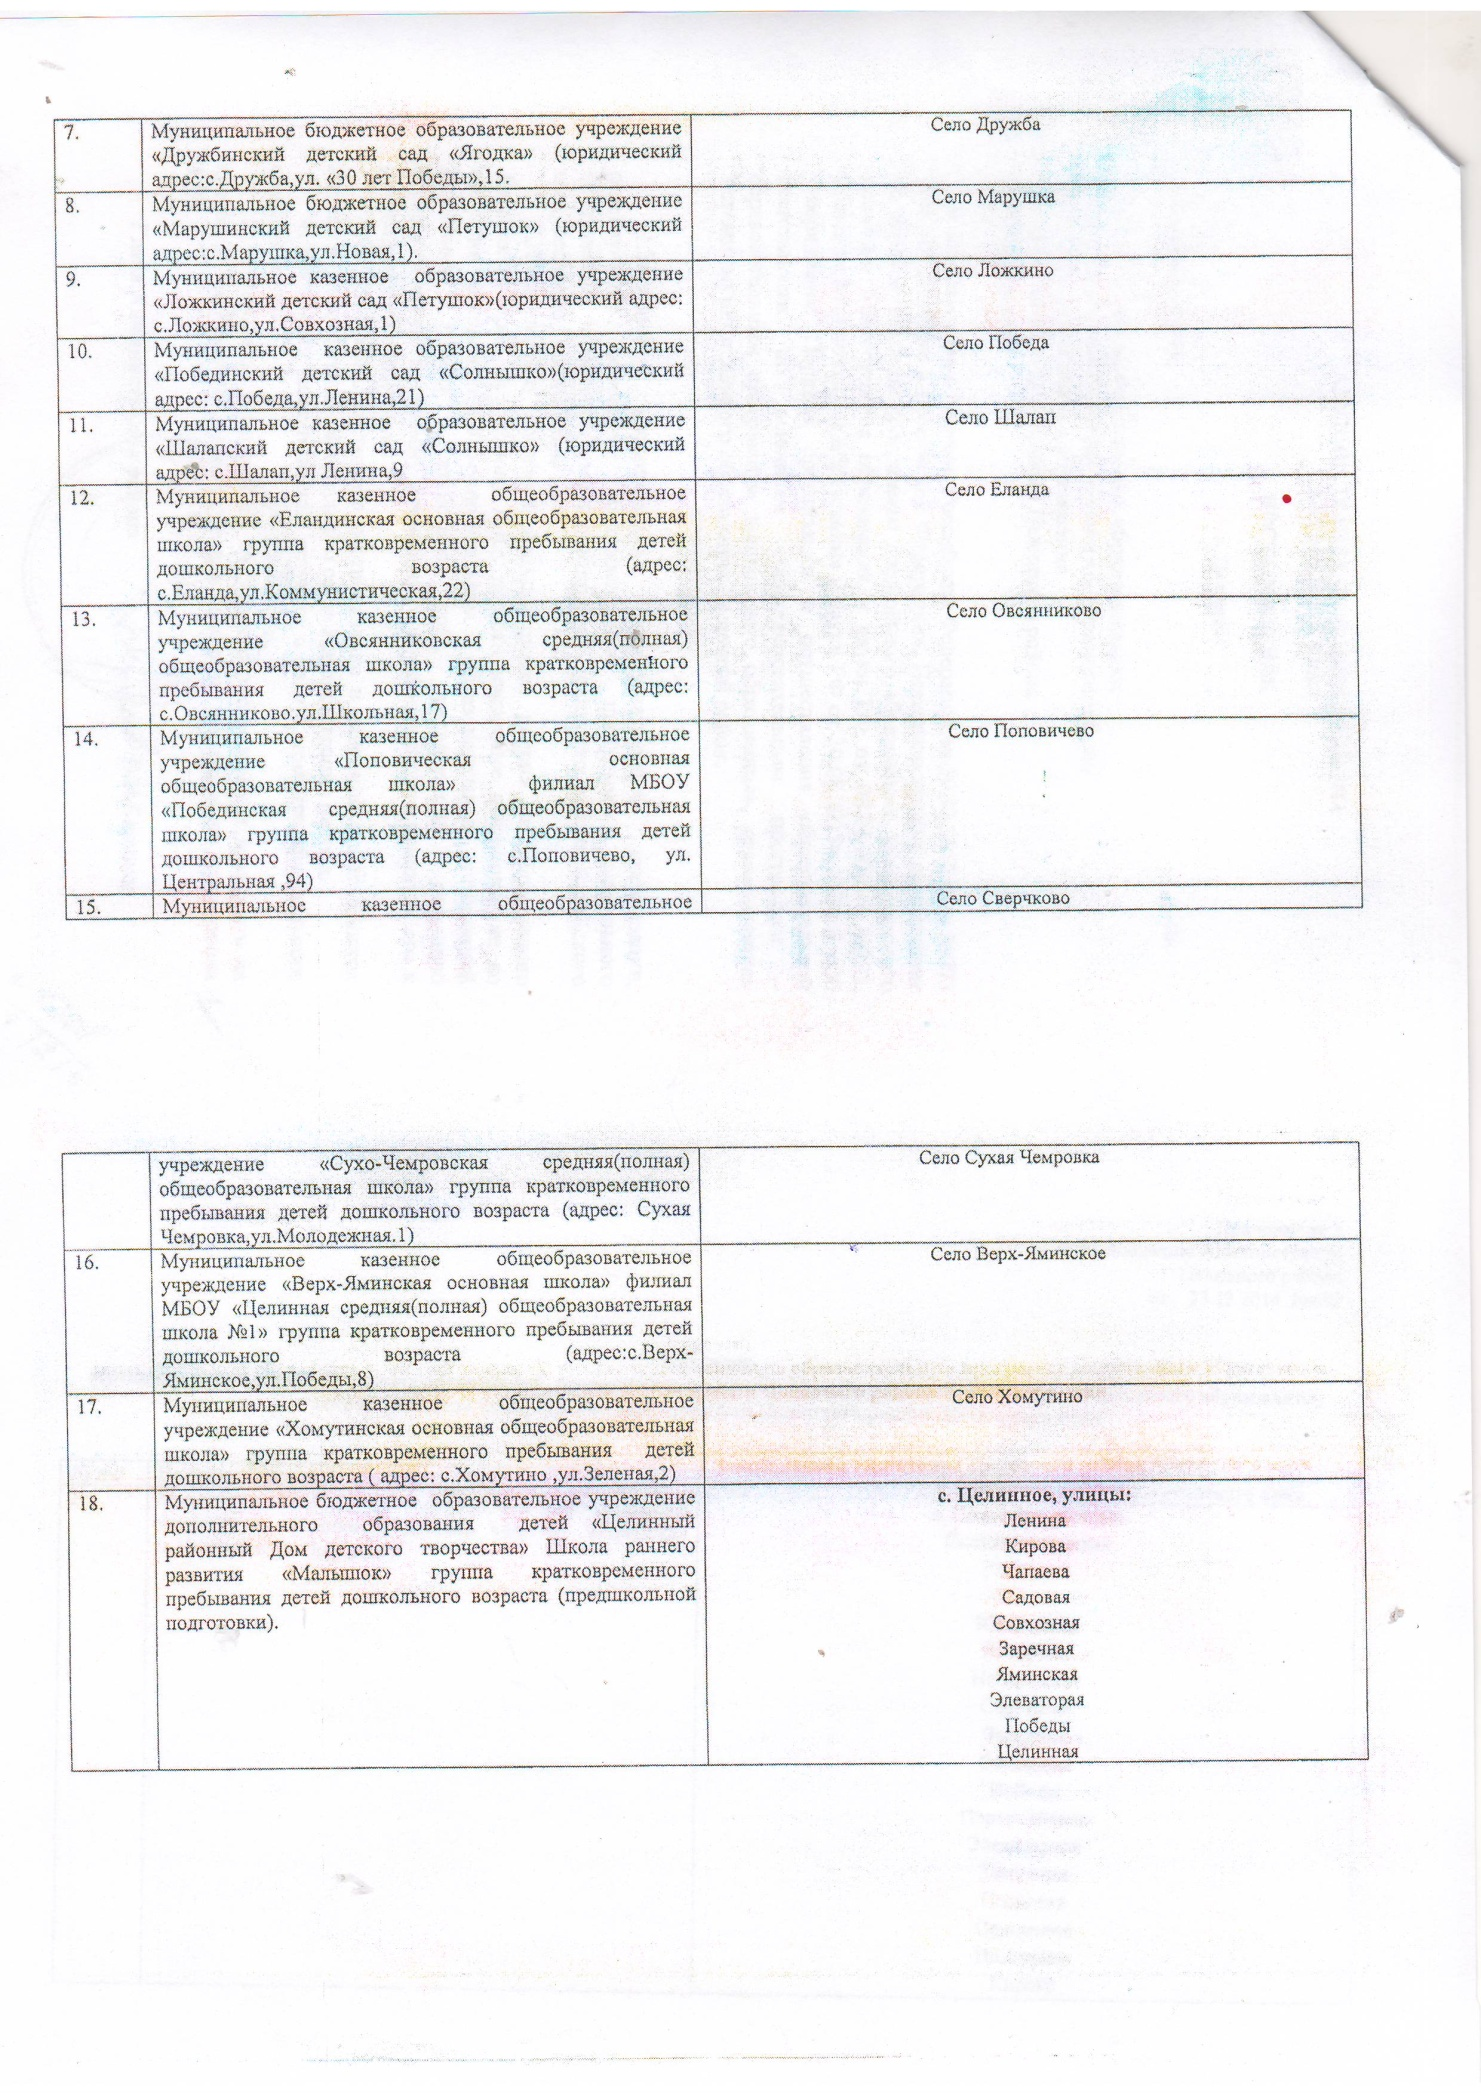 7. Муниципальное бюджетное образовательное учреждение Село Дружба
«Дружбинский детский сад «Ягодка» (юридический
адрес:с.Дружба,ул. «30 лет Победы»,15.
8. Муниципальное бюджетное образовательное учреждение Село Марушка
«Марушинский детский сад «Петушок» (юридический
адрес:с.Марушка,ул.Новая,1).
9. Муниципальное казенное образовательное учреждение Село Ложкино
«Ложкинский детский сад «Петушок»(юридический адрес:
с.Ложкино,ул.Совхозная,1)
10. Муниципальное казенное образовательное учреждение Село Победа
«Побединский детский сад «Солнышко»(юридический
адрес: с.Победа,ул.Ленина,21)
11. Муниципальное казенное образовательное учреждение Село Шалап
«Шалапский детский сад «Солнышко» (юридический
адрес: с.Шалап,ул Ленина,9
12. Муниципальное казенное общеобразовательное Село Еланда
учреждение «Еландинская основная общеобразовательная
школа» группа кратковременного пребывания детей
дошкольного возраста (адрес:
с.Еланда,ул.Коммунистическая,22)
13. Муниципальное казенное общеобразовательное Село Овсянниково
учреждение «Овсянниковская средняя(полная)
общеобразовательная школа» группа кратковременного
пребывания детей дошкольного возраста (адрес:
с.Овсянниково.ул.Школьная,17)
14. Муниципальное казенное общеобразовательное Село Поповичево
учреждение «Поповическая основная
общеобразовательная школа» филиал МБОУ
«Побединская средняя(полная) общеобразовательная
школа» группа кратковременного пребывания детей
дошкольного возраста (адрес: с.Поповичево, ул.
Центральная ,94)
15. Муниципальное казенное общеобразовательное Село Сверчково
учреждение «Сухо-Чемровская средняя(полная) Село Сухая Чемровка
общеобразовательная школа» группа кратковременного
пребывания детей дошкольного возраста (адрес: Сухая
Чемровка,ул.Молодежная.1)
16. Муниципальное казенное общеобразовательное Село Верх-Яминское
учреждение «Верх-Яминская основная школа» филиал
МБОУ «Целинная средняя(полная) общеобразовательная
школа №1» группа кратковременного пребывания детей
дошкольного возраста (адрес:с.Верх-
Яминское,ул.Победы,8)
17. Муниципальное казенное общеобразовательное Село Хомутино
учреждение «Хомутинская основная общеобразовательная
школа» группа кратковременного пребывания детей
дошкольного возраста ( адрес: с.Хомутино ,ул.Зеленая,2)
18. Муниципальное бюджетное образовательное учреждение с. Целинное, улицы:
дополнительного образования детей «Целинный Ленина
районный Дом детского творчества» Школа раннего Кирова
развития «Малышок» группа кратковременного Чапаева
пребывания детей дошкольного возраста (предшкольной Садовая
подготовки). Совхозная
Заречная
Яминская
Элеваторая
Победы
Целинная